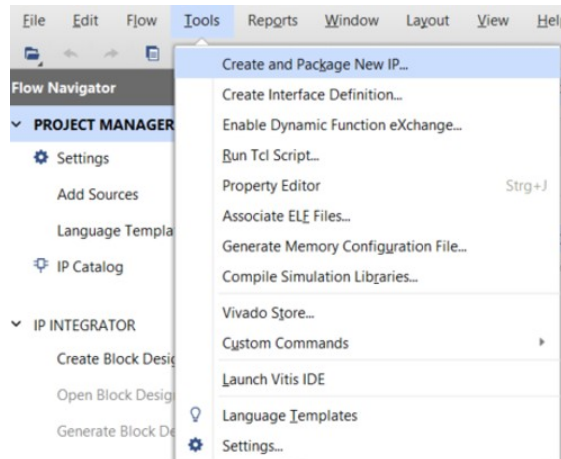 File Edit Flow Tools Reports Window Layout View Hel
Flow Navigator
PROJECT MANAGER
Settings
Add Sources
Language Templa
IP Catalog
IP INTEGRATOR
Create Block Desig
Open Block Desig
Generate Block De
Create and Package New IP...
Create Interface Definition...
Enable Dynamic Function eXchange...
Run Tcl Script...
Property Editor Strg+J
Associate ELF Files...
Generate Memory Configuration File...
Compile Simulation Libraries...
Vivado Store...
Custom Commands
Launch Vitis IDE
Language Templates
Settings...